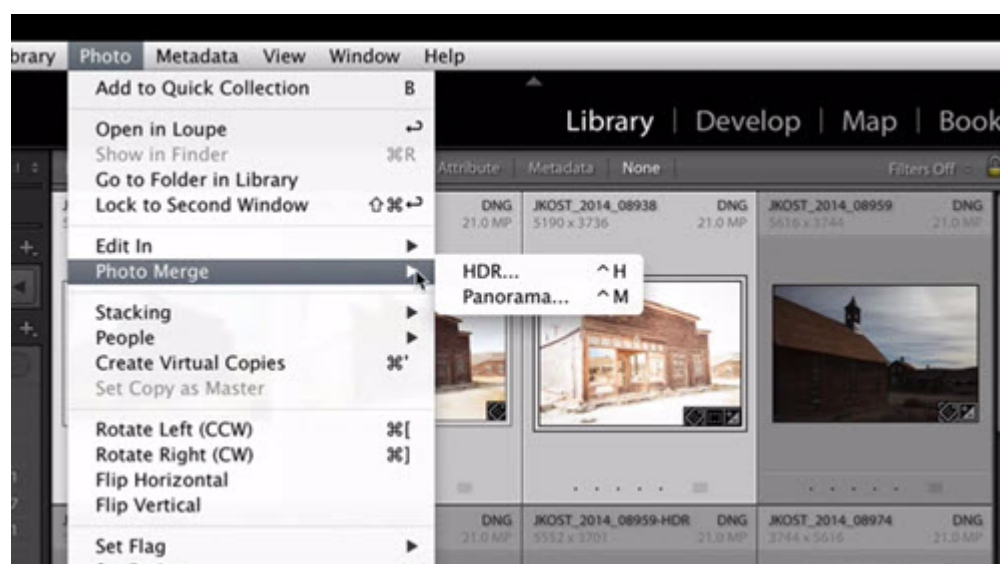 brary Photo Metadata View Window Help
Add to Quick Collection B
Open in Loupe ↩
Show in Finder ⌘R
Go to Folder in Library
Lock to Second Window ⇧⌘↩
Edit In ▶
Photo Merge ▶
HDR... ^H
Panorama... ^M
Stacking ▶
People ▶
Create Virtual Copies ⌘'
Set Copy as Master
Rotate Left (CCW) ⌘[
Rotate Right (CW) ⌘]
Flip Horizontal
Flip Vertical
Set Flag ▶
Library | Develop | Map | Book
Attribute Metadata None Filters Off
DNG
21.0 MP
JKOST_2014_08938 DNG
5190 x 3736 21.0 MP
JKOST_2014_08959 DNG
5616 x 3744 21.0 MP
DNG
21.0 MP
JKOST_2014_08959-HDR DNG
5552 x 3701 21.0 MP
JKOST_2014_08974 DNG
3744 x 5616 21.0 MP